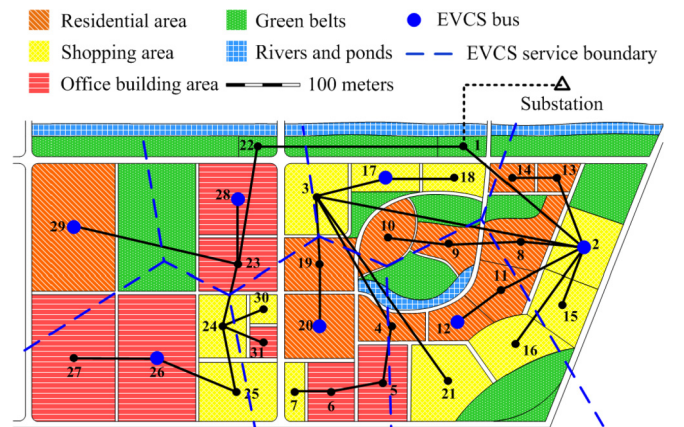 Residential area Green belts EVCS bus
Shopping area Rivers and ponds EVCS service boundary
Office building area 100 meters
Substation
22 1
28 3 17 18 14 13
29 10 9 8 2
23 19 11
30 15
24 20 4 12
31 16
27 26
25 7 6 5 21